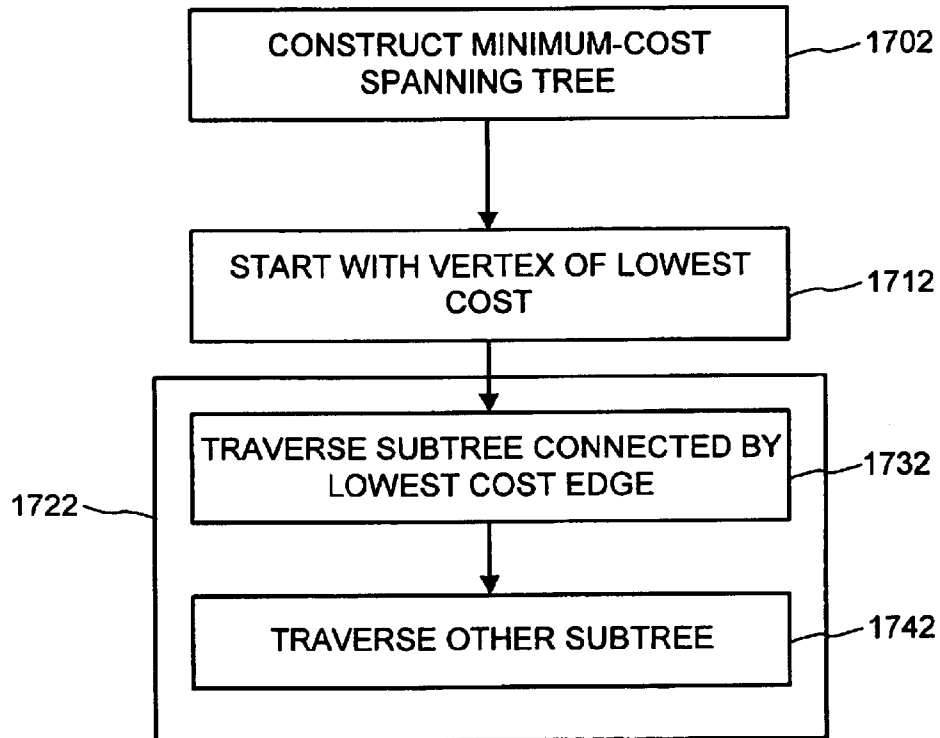 CONSTRUCT MINIMUM-COST
SPANNING TREE
1702
START WITH VERTEX OF LOWEST
COST
1712
TRAVERSE SUBTREE CONNECTED BY
LOWEST COST EDGE
1732
1722
TRAVERSE OTHER SUBTREE
1742